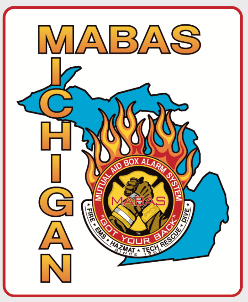 MABAS
MICHIGAN
MUTUAL AID BOX ALARM SYSTEM
MABAS
"GOT YOUR BACK"
FIRE • EMS • HAZMAT • TECH RESCUE • DIVE